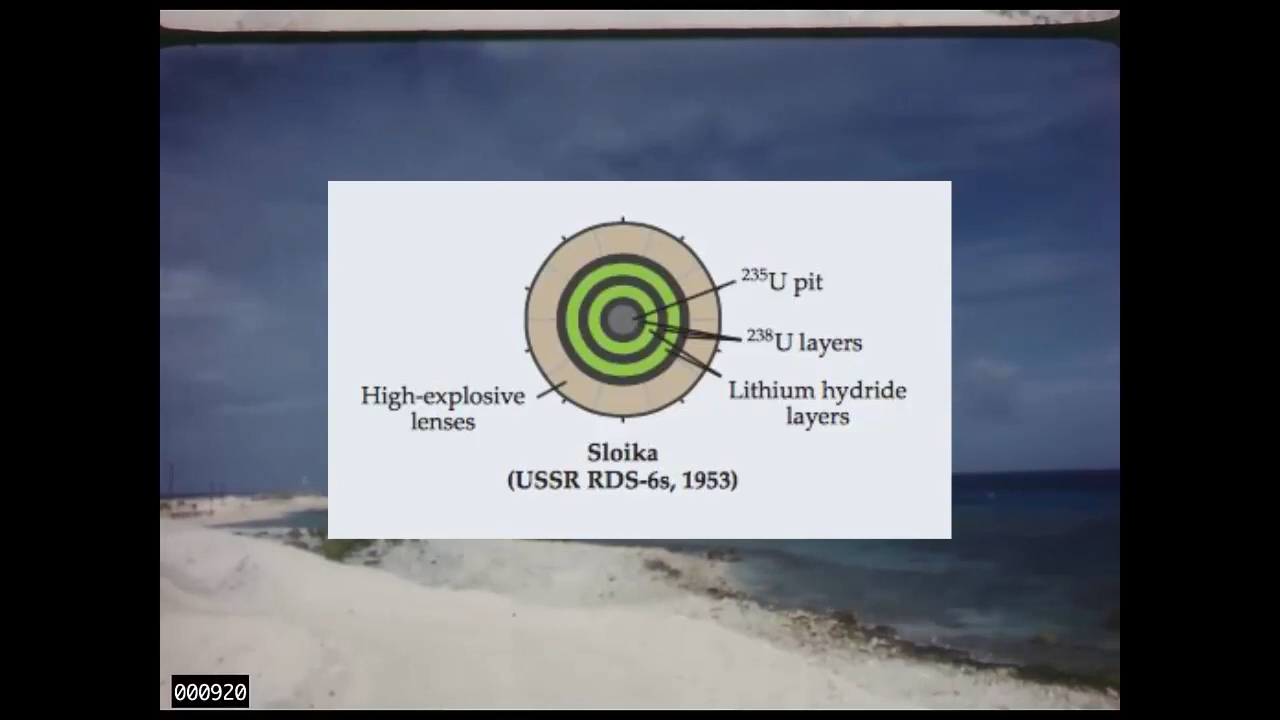 ²³⁵U pit
²³⁸U layers
High-explosive
lenses
Lithium hydride
layers
Sloika
(USSR RDS-6s, 1953)
000920